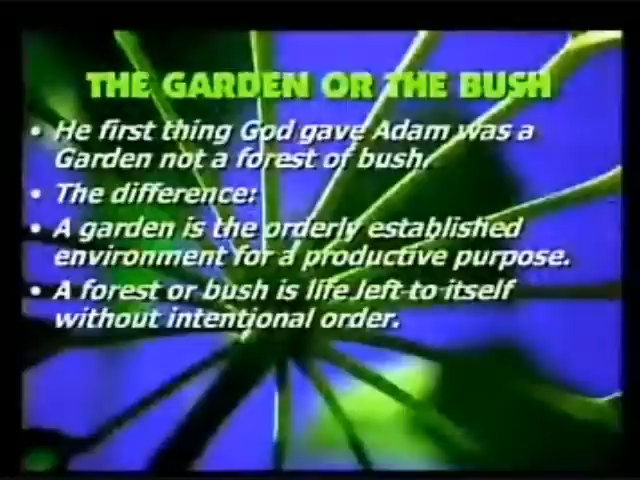 THE GARDEN OR THE BUSH
• He first thing God gave Adam was a
Garden not a forest of bush.
• The difference:
• A garden is the orderly established
environment for a productive purpose.
• A forest or bush is life left to itself
without intentional order.